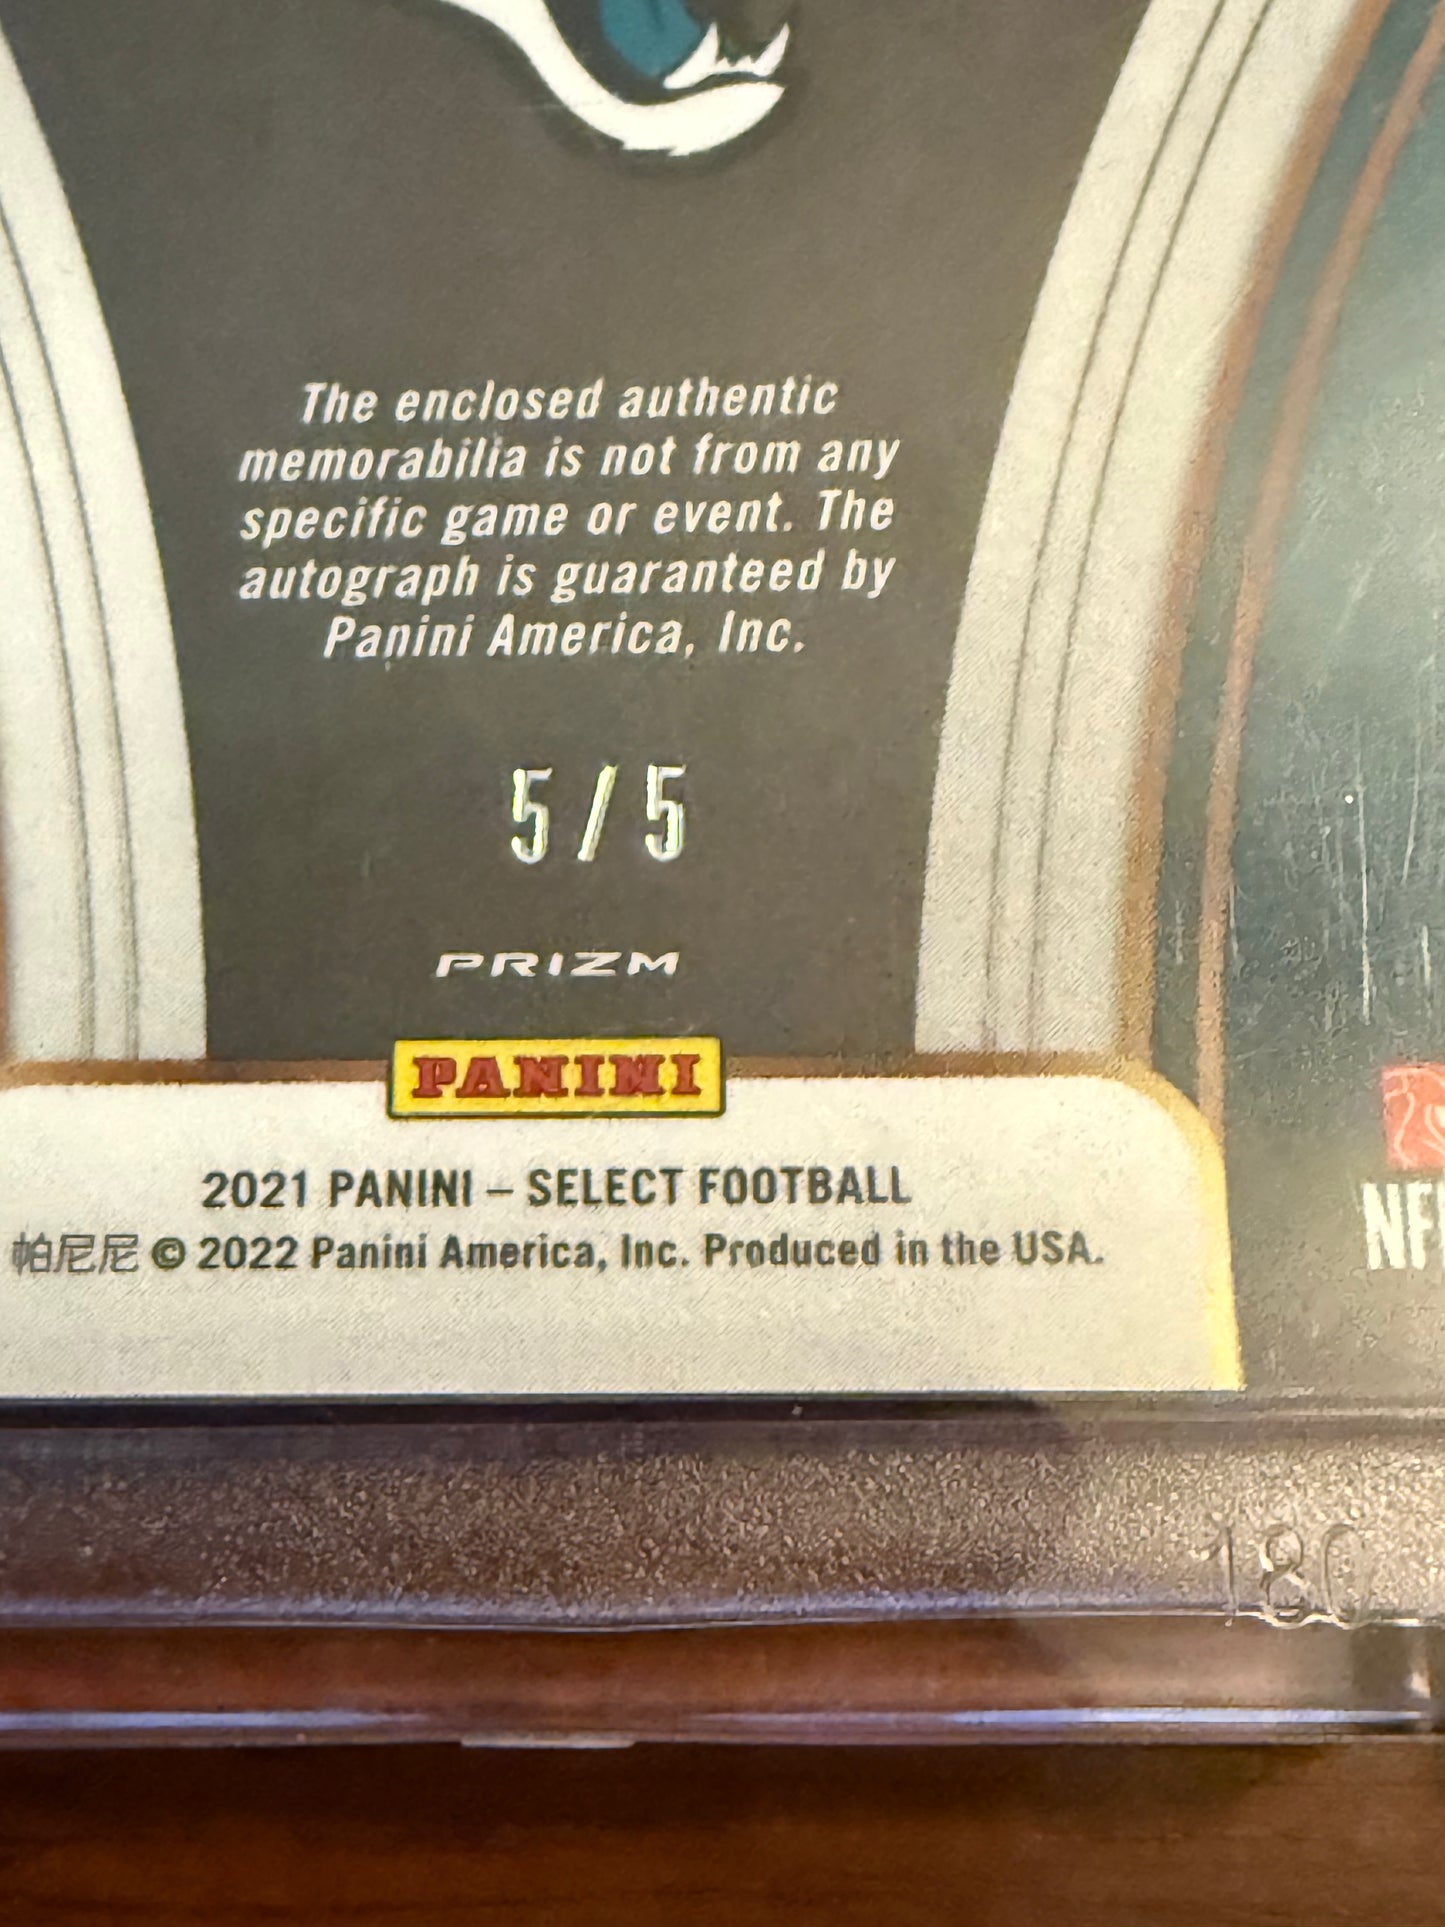 The enclosed authentic
memorabilia is not from any
specific game or event. The
autograph is guaranteed by
Panini America, Inc.
5/5
PRIZM
PANINI
2021 PANINI – SELECT FOOTBALL
帕尼尼 © 2022 Panini America, Inc. Produced in the USA.